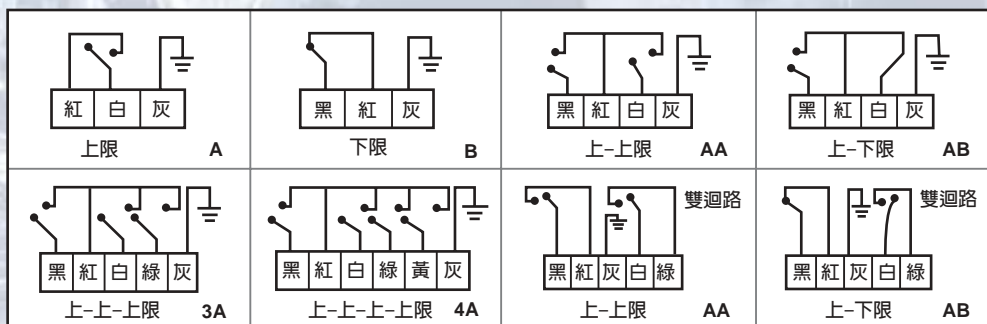 紅 白 灰
上限 A
黑 紅 灰
下限 B
黑 紅 白 灰
上-上限 AA
黑 紅 白 灰
上-下限 AB
黑 紅 白 綠 灰
上-上-上限 3A
黑 紅 白 綠 黃 灰
上-上-上-上限 4A
雙迴路
黑 紅 灰 白 綠
上-上限 AA
雙迴路
黑 紅 灰 白 綠
上-下限 AB